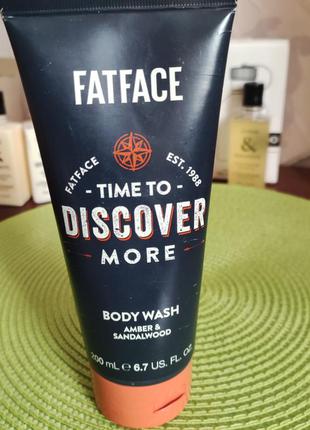 FATFACE
FATFACE EST. 1988
- TIME TO -
DISCOVER
MORE
BODY WASH
AMBER &
SANDALWOOD
200 mL e 6.7 US. FL. OZ.
&